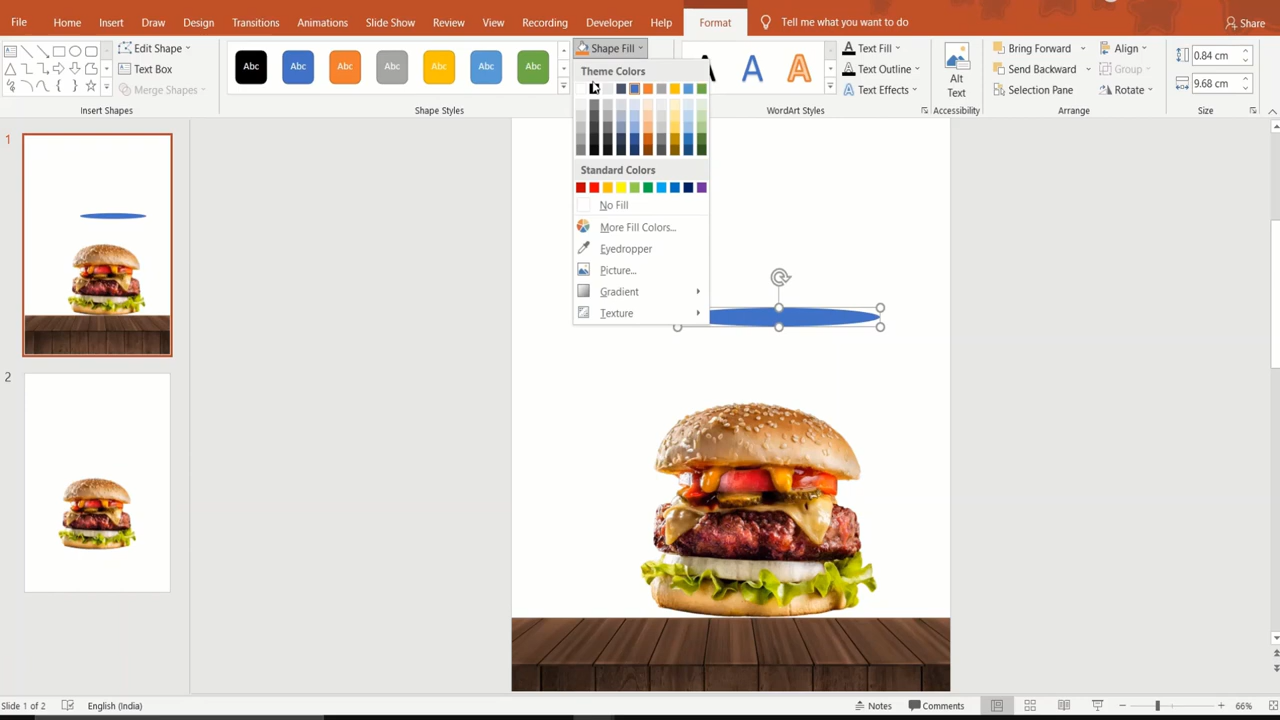 File Home Insert Draw Design Transitions Animations Slide Show Review View Recording Developer Help Format Tell me what you want to do Share
Edit Shape
Text Box
Merge Shapes
Insert Shapes
Abc Abc Abc Abc Abc Abc Abc
Shape Styles
Shape Fill
Theme Colors
Standard Colors
No Fill
More Fill Colors...
Eyedropper
Picture...
Gradient
Texture
A A
Text Fill
Text Outline
Text Effects
WordArt Styles
Alt
Text
Accessibility
Bring Forward
Send Backward
Selection Pane
Align
Group
Rotate
Arrange
0.84 cm
9.68 cm
Size
1
2
Slide 1 of 2 English (India) Notes Comments 66%